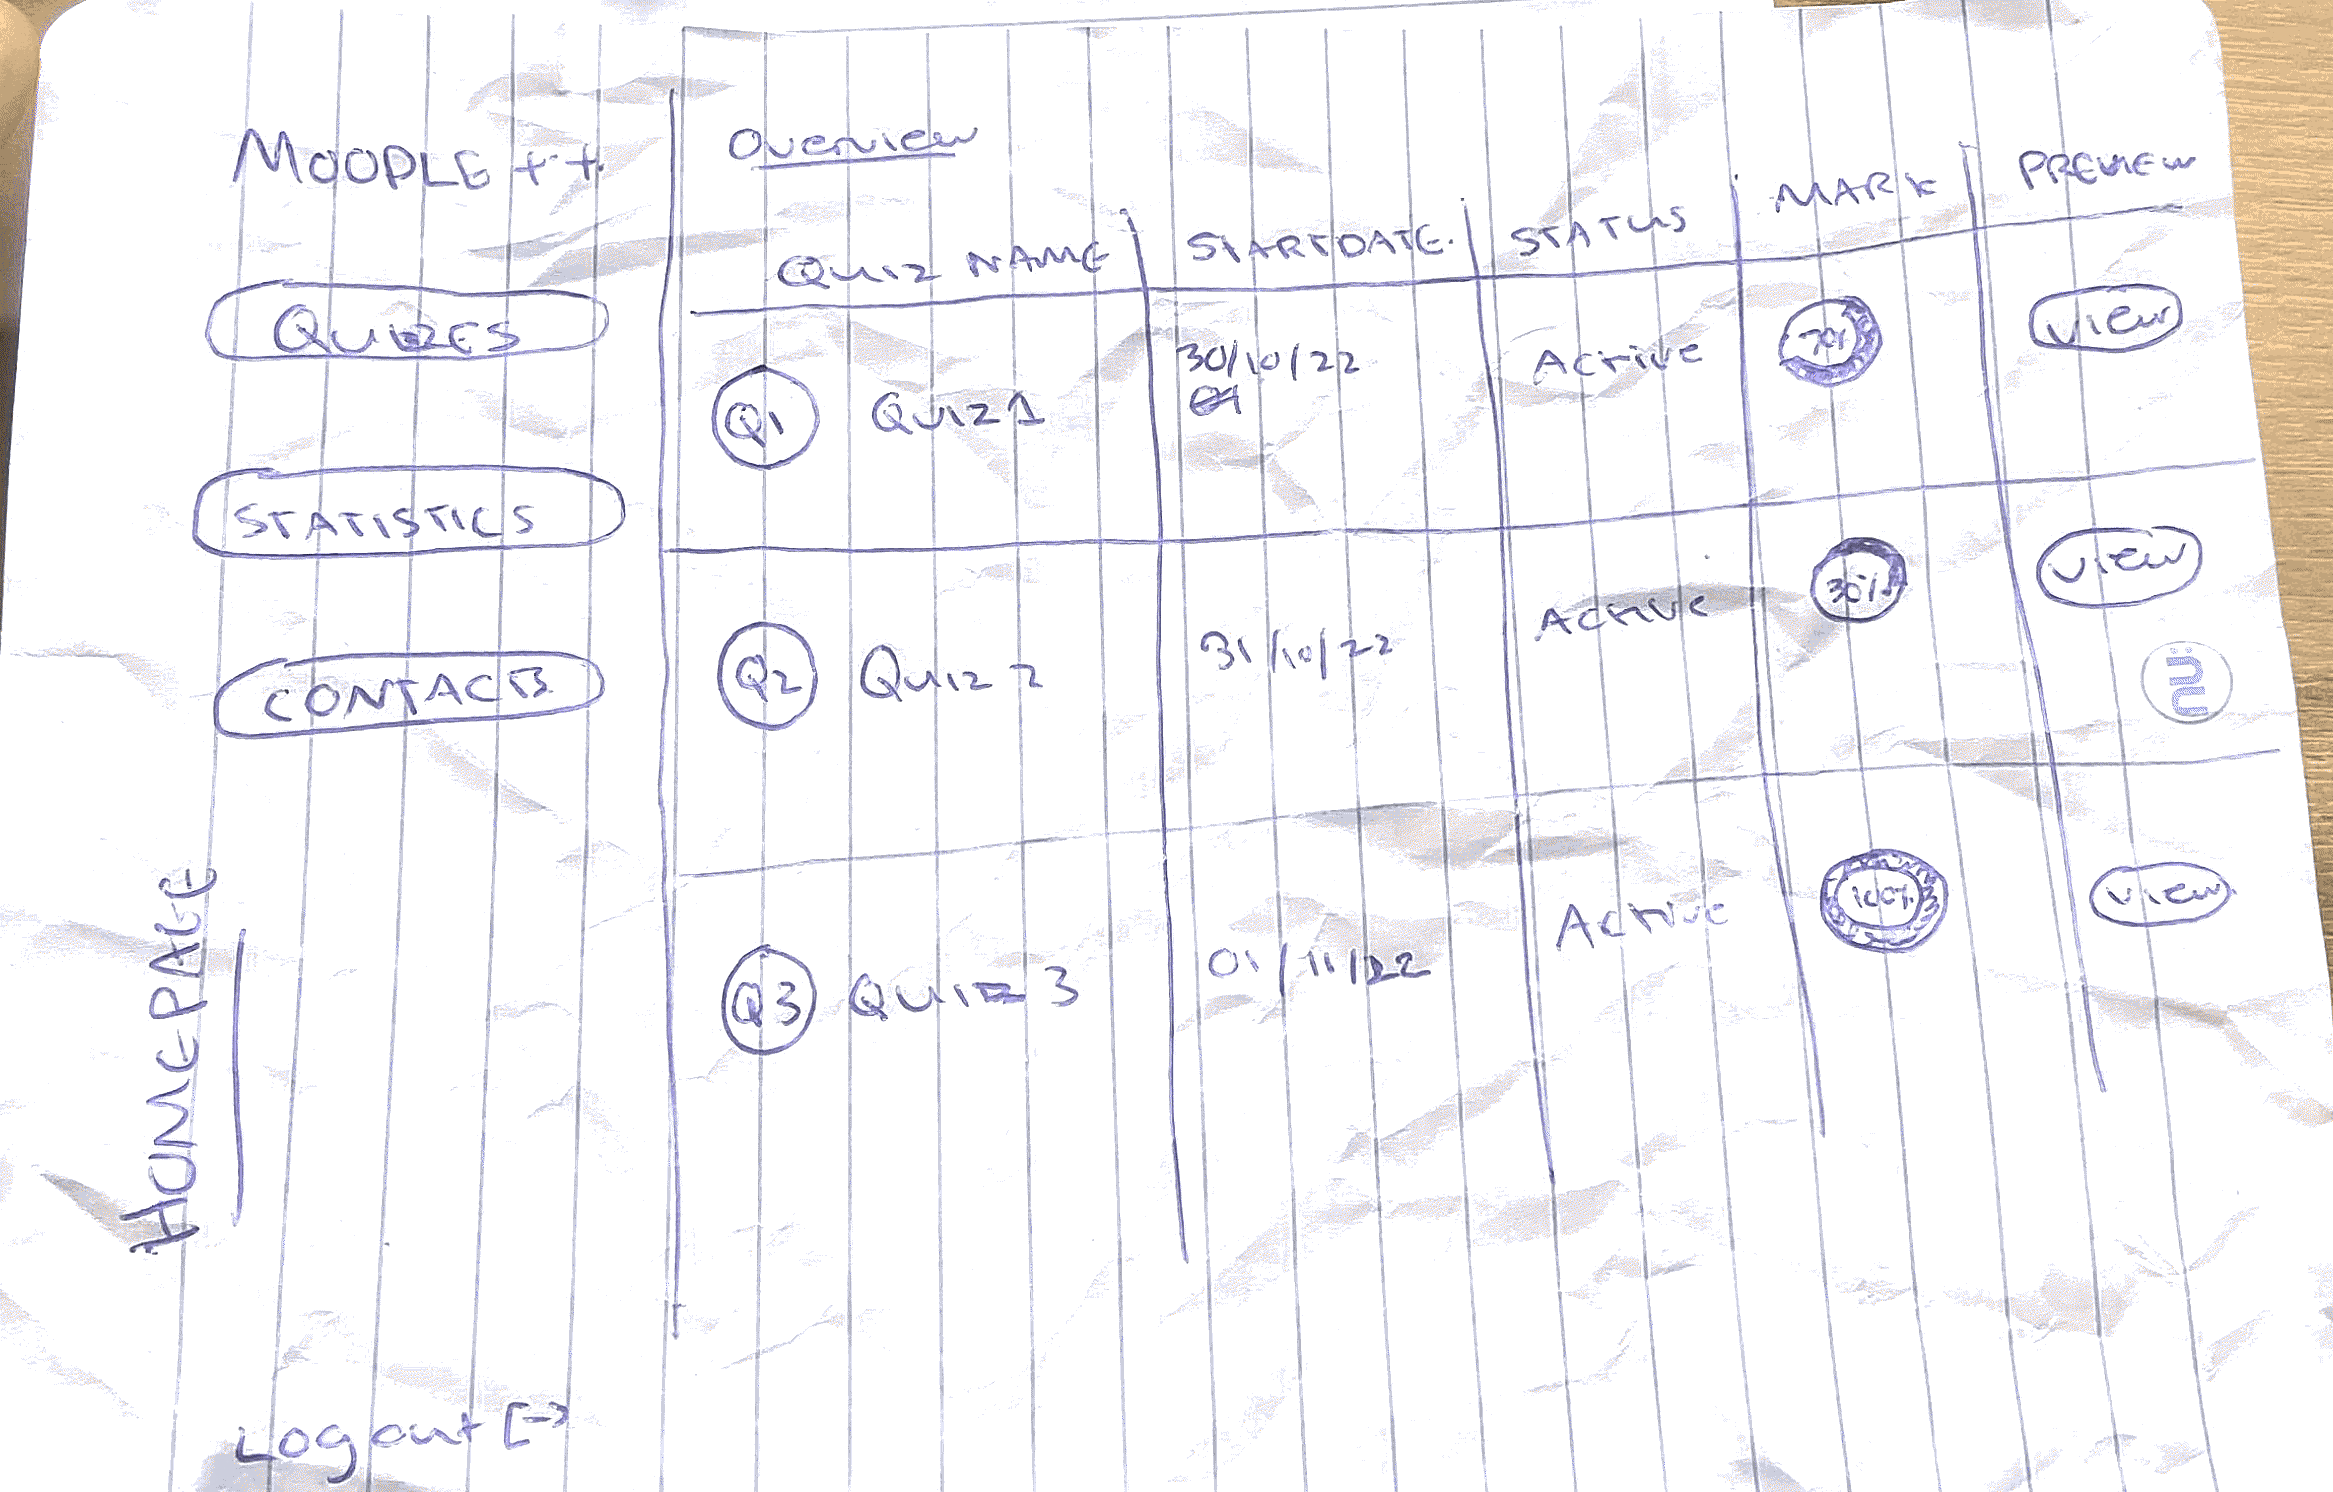 MOODLE ++
QUIZES
STATISTICS
CONTACTS
HOMEPAGE
Logout [->
Overview
QUIZ NAME STARTDATE. STATUS MARK PREVIEW
Q1 QUIZ 1 30/10/22 Active 70% view
Q2 QUIZ 2 31/10/22 Active 30% view
Q3 QUIZ 3 01/11/22 Active 100% view